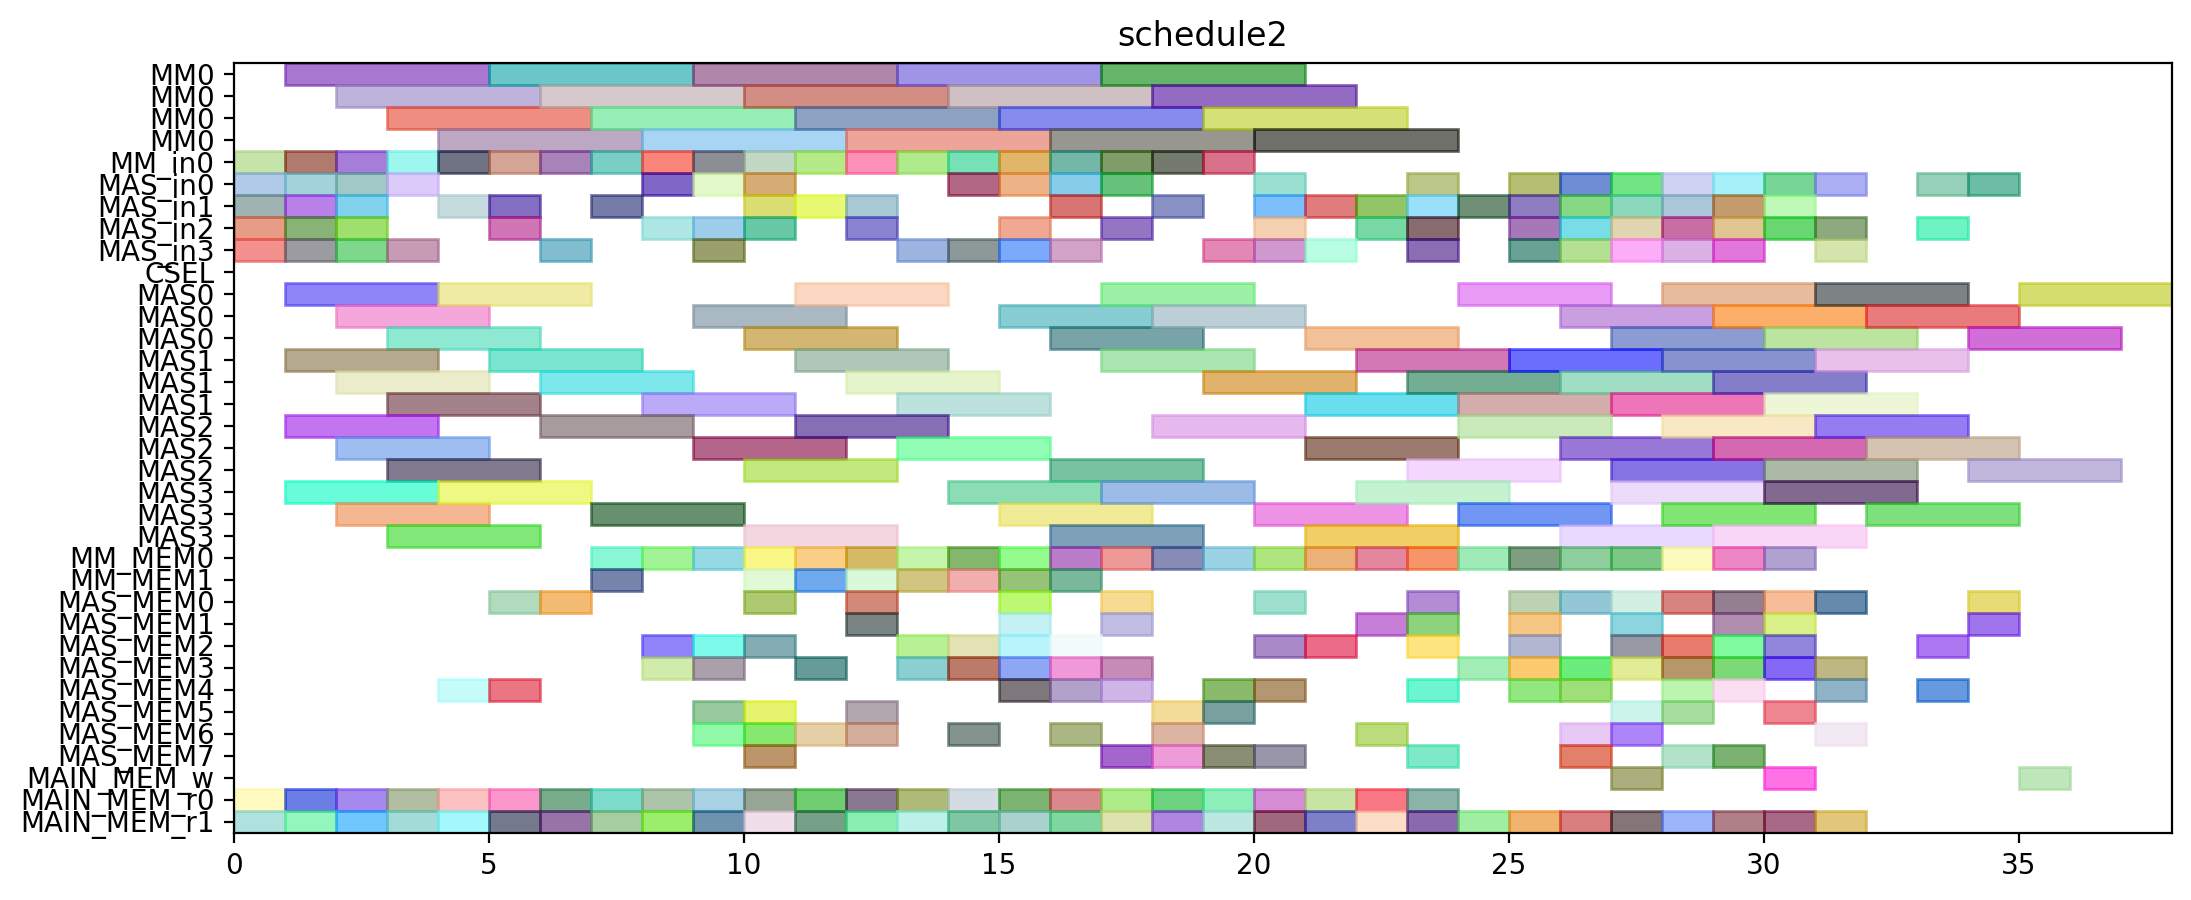 schedule2
MM0
MM0
MM0
MM0
MM_in0
MAS_in0
MAS_in1
MAS_in2
MAS_in3
CSEL
MAS0
MAS0
MAS0
MAS1
MAS1
MAS1
MAS2
MAS2
MAS2
MAS3
MAS3
MAS3
MM_MEM0
MM_MEM1
MAS_MEM0
MAS_MEM1
MAS_MEM2
MAS_MEM3
MAS_MEM4
MAS_MEM5
MAS_MEM6
MAS_MEM7
MAIN_MEM_w
MAIN_MEM_r0
MAIN_MEM_r1
0 5 10 15 20 25 30 35